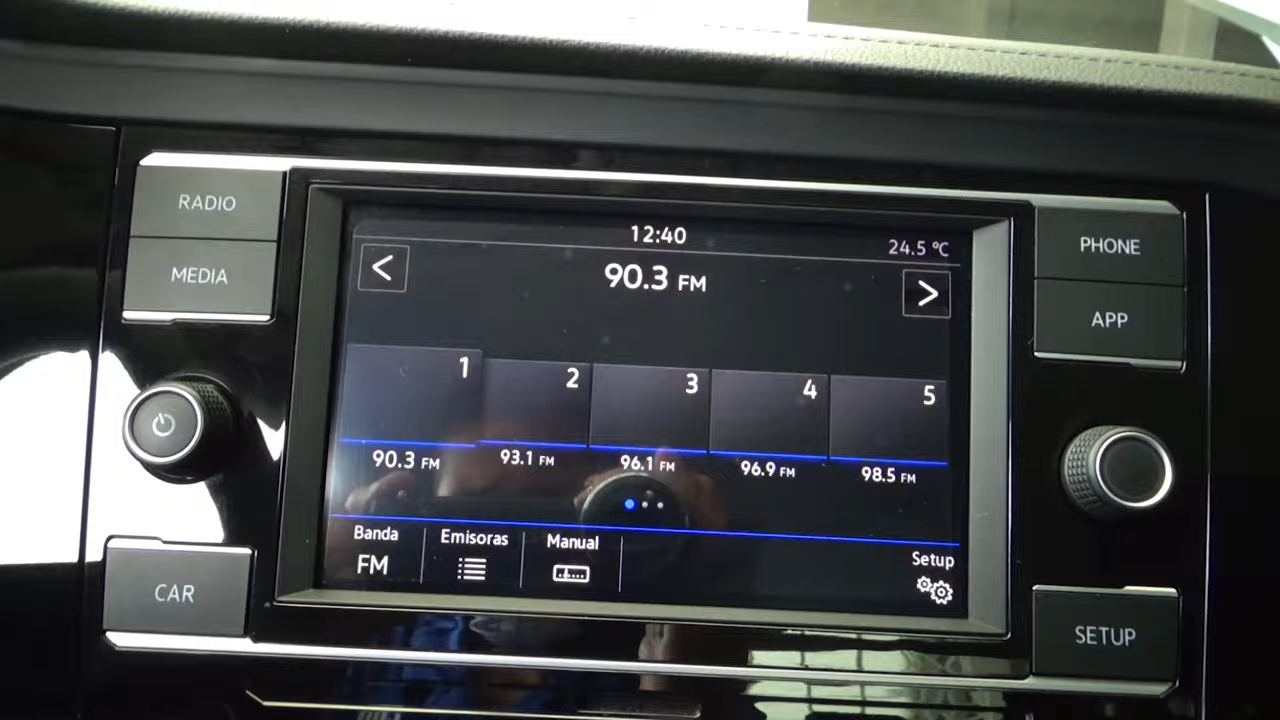 RADIO
MEDIA
CAR
12:40
24.5 °C
<
90.3 FM
>
1
2
3
4
5
90.3 FM
93.1 FM
96.1 FM
96.9 FM
98.5 FM
Banda
FM
Emisoras
Manual
Setup
PHONE
APP
SETUP